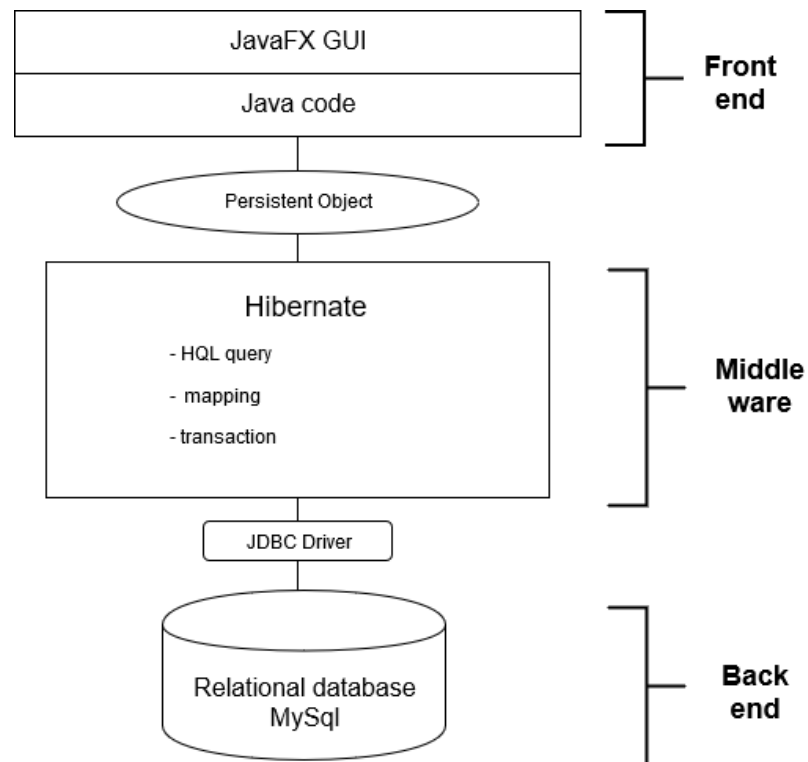 JavaFX GUI
Java code
Front
end
Persistent Object
Hibernate
- HQL query
- mapping
- transaction
Middle
ware
JDBC Driver
Relational database
MySql
Back
end